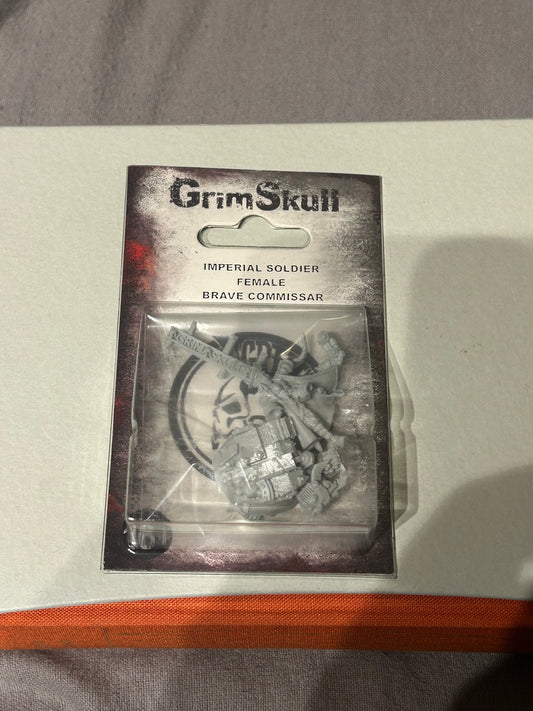 GrimSkull
IMPERIAL SOLDIER
FEMALE
BRAVE COMMISSAR